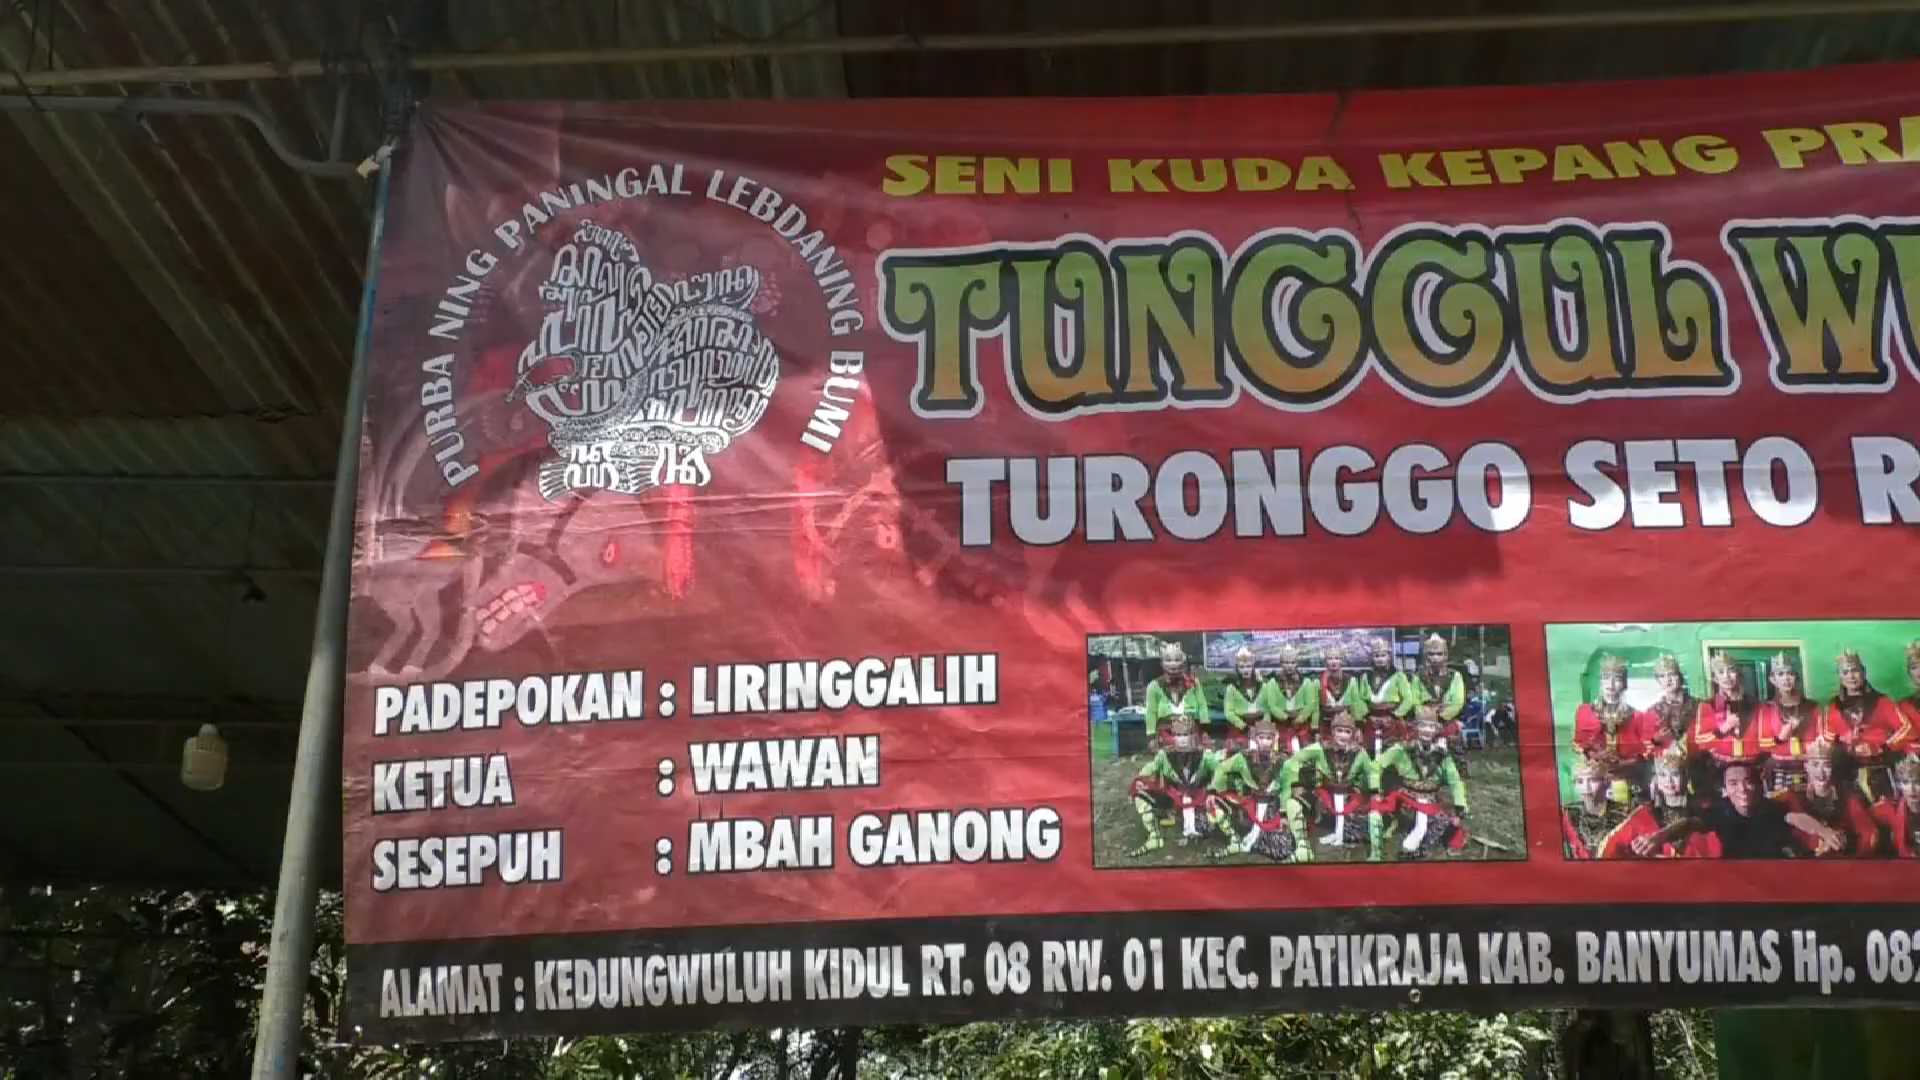 PURBA NING PANINGAL LEBDANING BUMI
SENI KUDA KEPANG
TUNGGUL
TURONGGO SETO
PADEPOKAN : LIRINGGALIH
KETUA : WAWAN
SESEPUH : MBAH GANONG
ALAMAT : KEDUNGWULUH KIDUL RT. 08 RW. 01 KEC. PATIKRAJA KAB. BANYUMAS Hp.